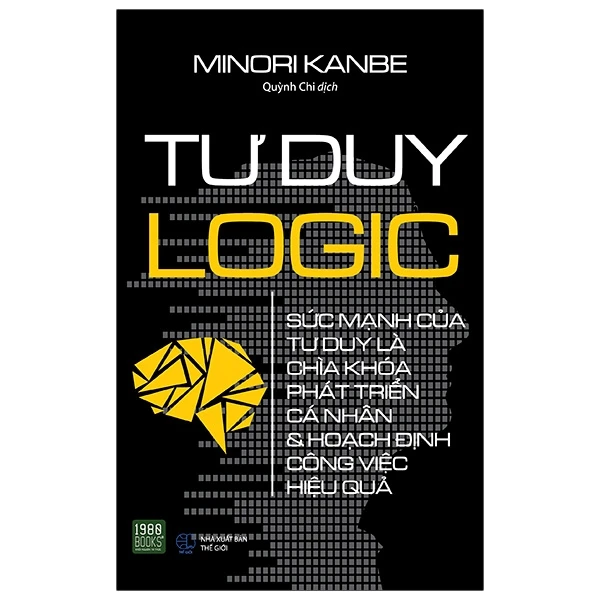 MINORI KANBE
Quỳnh Chi dịch
TƯ DUY
LOGIC
SỨC MẠNH CỦA
TƯ DUY LÀ
CHÌA KHÓA
PHÁT TRIỂN
CÁ NHÂN
& HOẠCH ĐỊNH
CÔNG VIỆC
HIỆU QUẢ
1980
BOOKS
NHÀ XUẤT BẢN
THẾ GIỚI